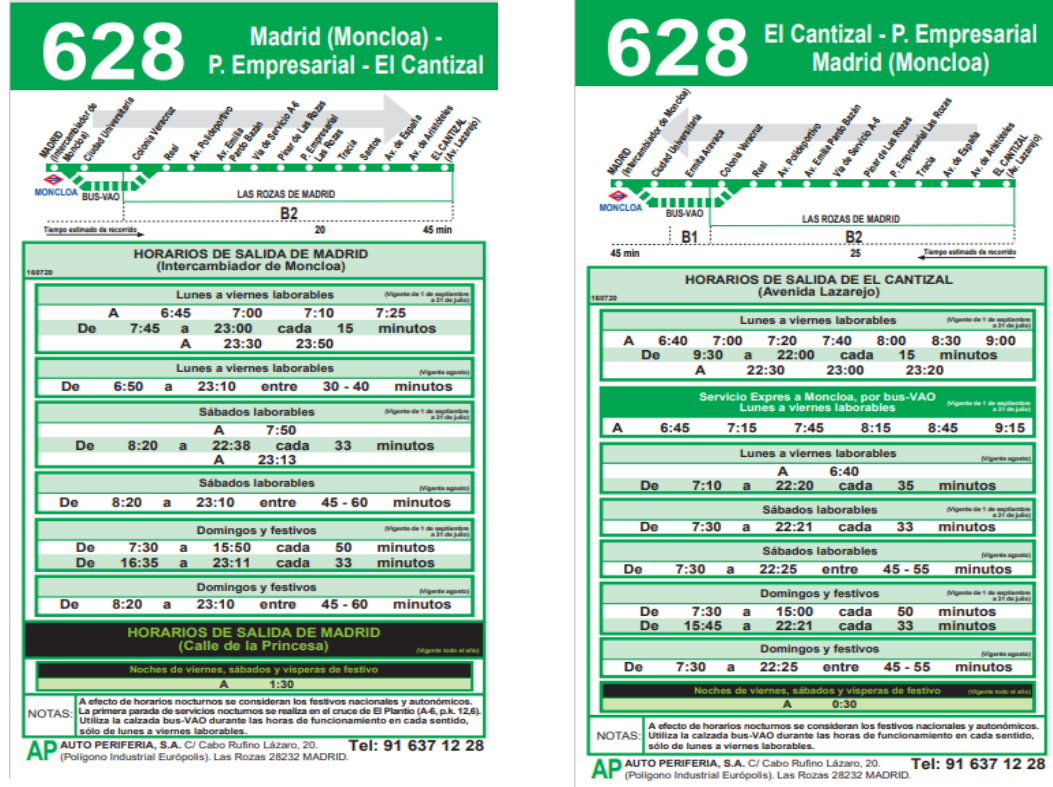 628
Madrid (Moncloa) -
P. Empresarial - El Cantizal
MADRID (Intercambiador de Moncloa)
Ciudad Universitaria
Colonia Veracruz
Real
Av. Polideportivo
Av. Emilia Pardo Bazán
Vía de Servicio A-6
Pinar de Las Rozas
P. Empresarial Las Rozas
Tracia
Santos
Av. de España
Av. de Aristóteles
EL CANTIZAL (Av. Lazarejo)
MONCLOA
BUS-VAO
LAS ROZAS DE MADRID
B2
Tiempo estimado de recorrido 20 45 min
HORARIOS DE SALIDA DE MADRID
(Intercambiador de Moncloa)
160720
Lunes a viernes laborables (Vigente de 1 de septiembre a 31 de julio)
A 6:45 7:00 7:10 7:25
De 7:45 a 23:00 cada 15 minutos
A 23:30 23:50
Lunes a viernes laborables (Vigente agosto)
De 6:50 a 23:10 entre 30 - 40 minutos
Sábados laborables (Vigente de 1 de septiembre a 31 de julio)
A 7:50
De 8:20 a 22:38 cada 33 minutos
A 23:13
Sábados laborables (Vigente agosto)
De 8:20 a 23:10 entre 45 - 60 minutos
Domingos y festivos (Vigente de 1 de septiembre a 31 de julio)
De 7:30 a 15:50 cada 50 minutos
De 16:35 a 23:11 cada 33 minutos
Domingos y festivos (Vigente agosto)
De 8:20 a 23:10 entre 45 - 60 minutos
HORARIOS DE SALIDA DE MADRID
(Calle de la Princesa) (Vigente todo el año)
Noches de viernes, sábados y vísperas de festivo
A 1:30
NOTAS:
A efecto de horarios nocturnos se consideran los festivos nacionales y autonómicos.
La primera parada de servicios nocturnos se realiza en el cruce de El Plantío (A-6, p.k. 12,6).
Utiliza la calzada bus-VAO durante las horas de funcionamiento en cada sentido,
sólo de lunes a viernes laborables.
AP AUTO PERIFERIA, S.A. C/ Cabo Rufino Lázaro, 20. Tel: 91 637 12 28
(Polígono Industrial Európolis). Las Rozas 28232 MADRID.
628
El Cantizal - P. Empresarial
Madrid (Moncloa)
MADRID (Intercambiador de Moncloa)
Ciudad Universitaria
Ermita Aravaca
Colonia Veracruz
Real
Av. Polideportivo
Av. Emilia Pardo Bazán
Vía de Servicio A-6
Pinar de Las Rozas
P. Empresarial Las Rozas
Tracia
Av. de España
Av. de Aristóteles
EL CANTIZAL (Av. Lazarejo)
MONCLOA
BUS-VAO
LAS ROZAS DE MADRID
B1 B2
45 min 25 Tiempo estimado de recorrido
HORARIOS DE SALIDA DE EL CANTIZAL
(Avenida Lazarejo)
160720
Lunes a viernes laborables (Vigente de 1 de septiembre a 31 de julio)
A 6:40 7:00 7:20 7:40 8:00 8:30 9:00
De 9:30 a 22:00 cada 15 minutos
A 22:30 23:00 23:20
Servicio Expres a Moncloa, por bus-VAO
Lunes a viernes laborables (Vigente de 1 de septiembre a 31 de julio)
A 6:45 7:15 7:45 8:15 8:45 9:15
Lunes a viernes laborables (Vigente agosto)
A 6:40
De 7:10 a 22:20 cada 35 minutos
Sábados laborables (Vigente de 1 de septiembre a 31 de julio)
De 7:30 a 22:21 cada 33 minutos
Sábados laborables (Vigente agosto)
De 7:30 a 22:25 entre 45 - 55 minutos
Domingos y festivos (Vigente de 1 de septiembre a 31 de julio)
De 7:30 a 15:00 cada 50 minutos
De 15:45 a 22:21 cada 33 minutos
Domingos y festivos (Vigente agosto)
De 7:30 a 22:25 entre 45 - 55 minutos
Noches de viernes, sábados y vísperas de festivo (Vigente todo el año)
A 0:30
NOTAS:
A efecto de horarios nocturnos se consideran los festivos nacionales y autonómicos.
Utiliza la calzada bus-VAO durante las horas de funcionamiento en cada sentido,
sólo de lunes a viernes laborables.
AP AUTO PERIFERIA, S.A. C/ Cabo Rufino Lázaro, 20. Tel: 91 637 12 28
(Polígono Industrial Európolis). Las Rozas 28232 MADRID.